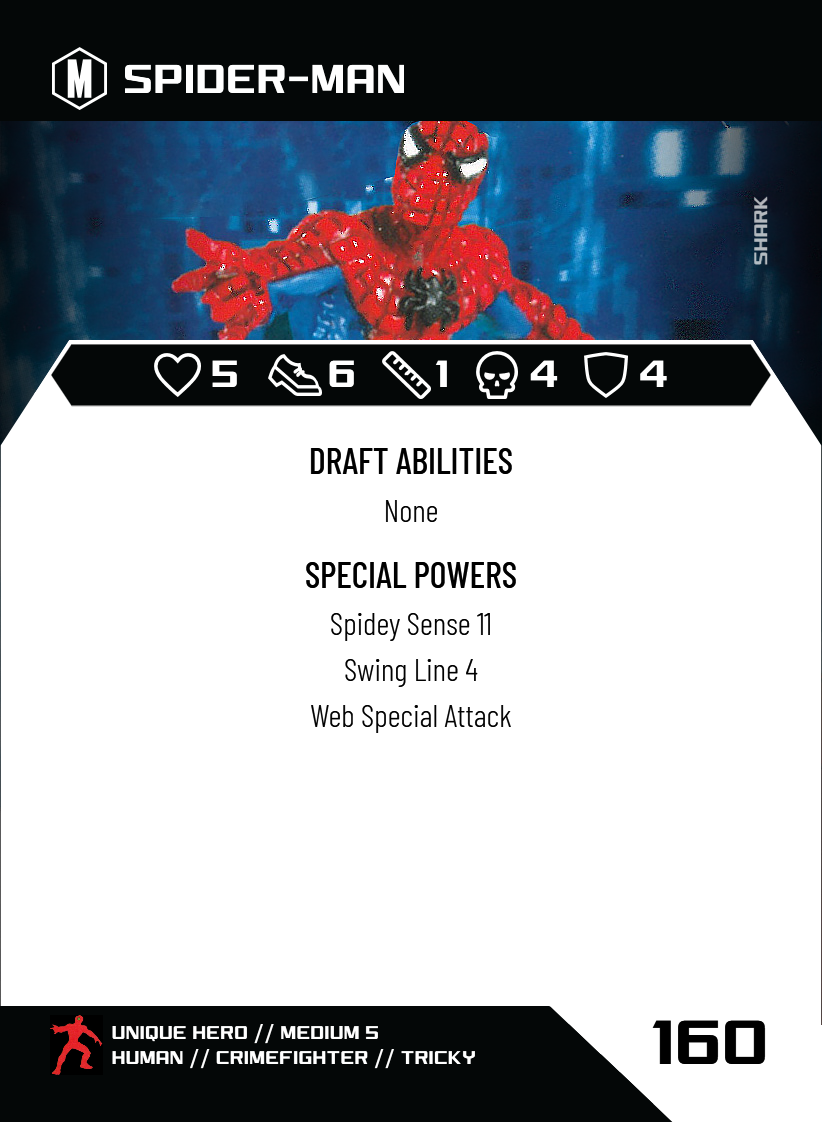 M SPIDER-MAN
SHARK
5 6 1 4 4
DRAFT ABILITIES
None
SPECIAL POWERS
Spidey Sense 11
Swing Line 4
Web Special Attack
UNIQUE HERO // MEDIUM 5
HUMAN // CRIMEFIGHTER // TRICKY
160